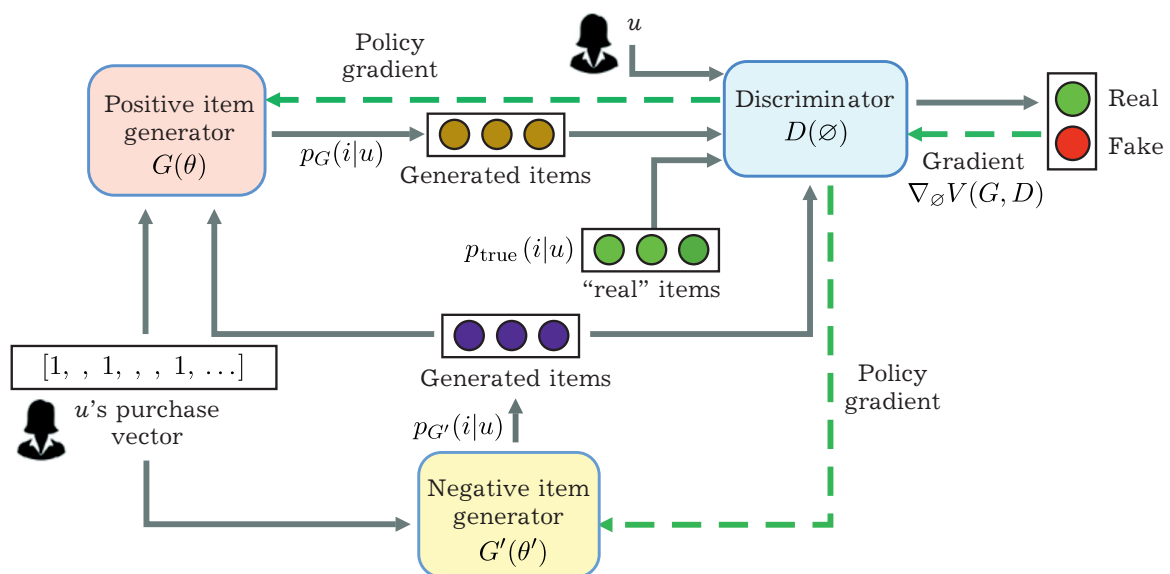 u
Policy
gradient
Positive item
generator
G(θ)
Discriminator
D(∅)
Real
Fake
p_G(i|u)
Generated items
Gradient
∇_∅V(G, D)
p_true(i|u)
“real” items
[1, , 1, , , 1, …]
u’s purchase
vector
Generated items
p_G′(i|u)
Policy
gradient
Negative item
generator
G′(θ′)